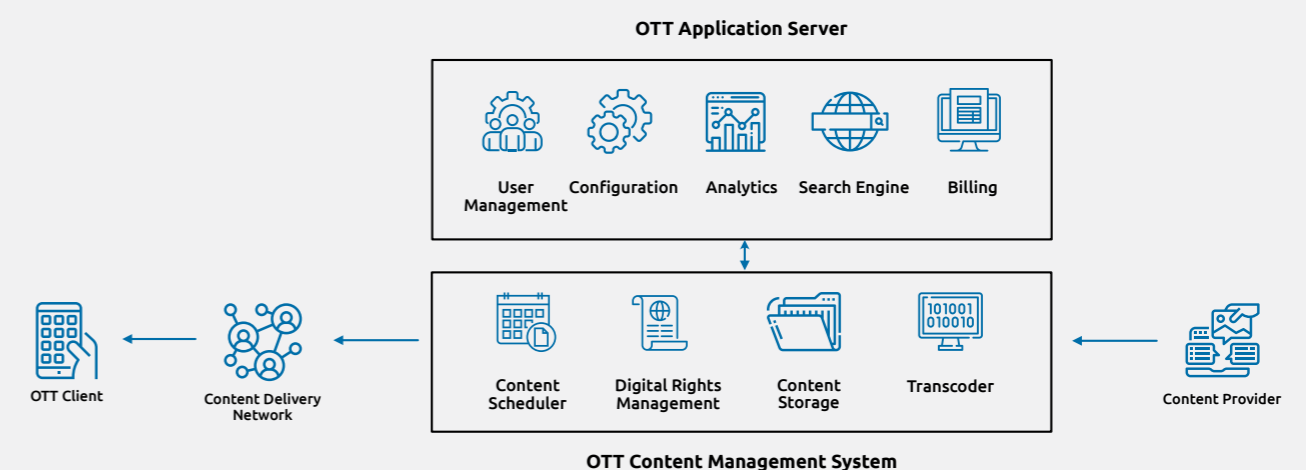 OTT Application Server
User
Management
Configuration
Analytics
Search Engine
Billing
101001
010010
Content
Scheduler
Digital Rights
Management
Content
Storage
Transcoder
OTT Client
Content Delivery
Network
Content Provider
OTT Content Management System